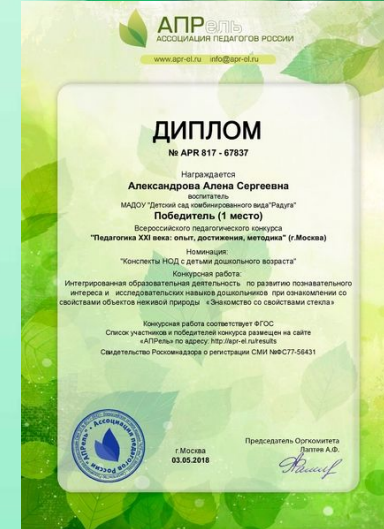 АПРель
АССОЦИАЦИЯ ПЕДАГОГОВ РОССИИ
www.apr-el.ru info@apr-el.ru
ДИПЛОМ
№ APR 817 - 67837
Награждается
Александрова Алена Сергеевна
воспитатель
МАДОУ "Детский сад комбинированного вида"Радуга"
Победитель (1 место)
Всероссийского педагогического конкурса
"Педагогика XXI века: опыт, достижения, методика" (г.Москва)
Номинация:
"Конспекты НОД с детьми дошкольного возраста"
Конкурсная работа:
Интегрированная образовательная деятельность по развитию познавательного
интереса и исследовательских навыков дошкольников при ознакомлении со
свойствами объектов неживой природы «Знакомство со свойствами стекла»
Конкурсная работа соответствует ФГОС
Список участников и победителей конкурса размещен на сайте
«АПРель» по адресу: http://apr-el.ru/results
Свидетельство Роскомнадзора о регистрации СМИ №ФС77-56431
Ассоциация педагогов России "АПРель"
г.Москва
03.05.2018
Председатель Оргкомитета
Лаптев А.Ф.